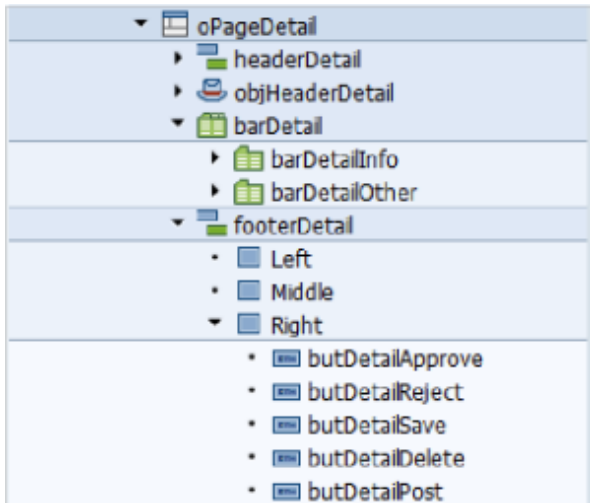 oPageDetail
headerDetail
objHeaderDetail
barDetail
barDetailInfo
barDetailOther
footerDetail
Left
Middle
Right
butDetailApprove
butDetailReject
butDetailSave
butDetailDelete
butDetailPost